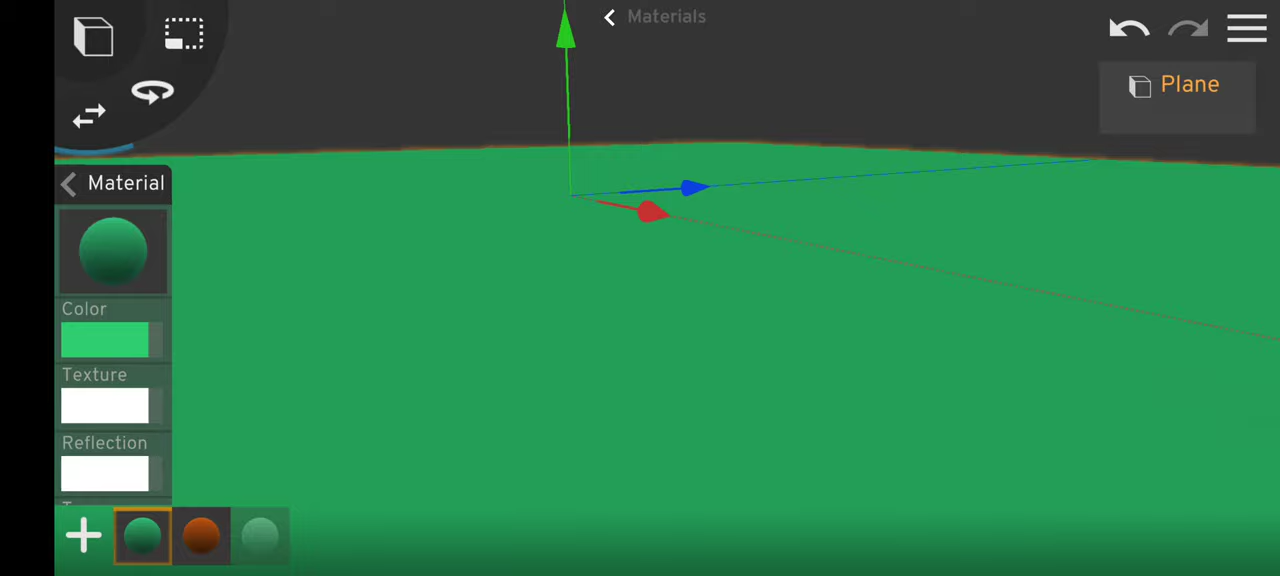 Materials
Plane
Material
Color
Texture
Reflection